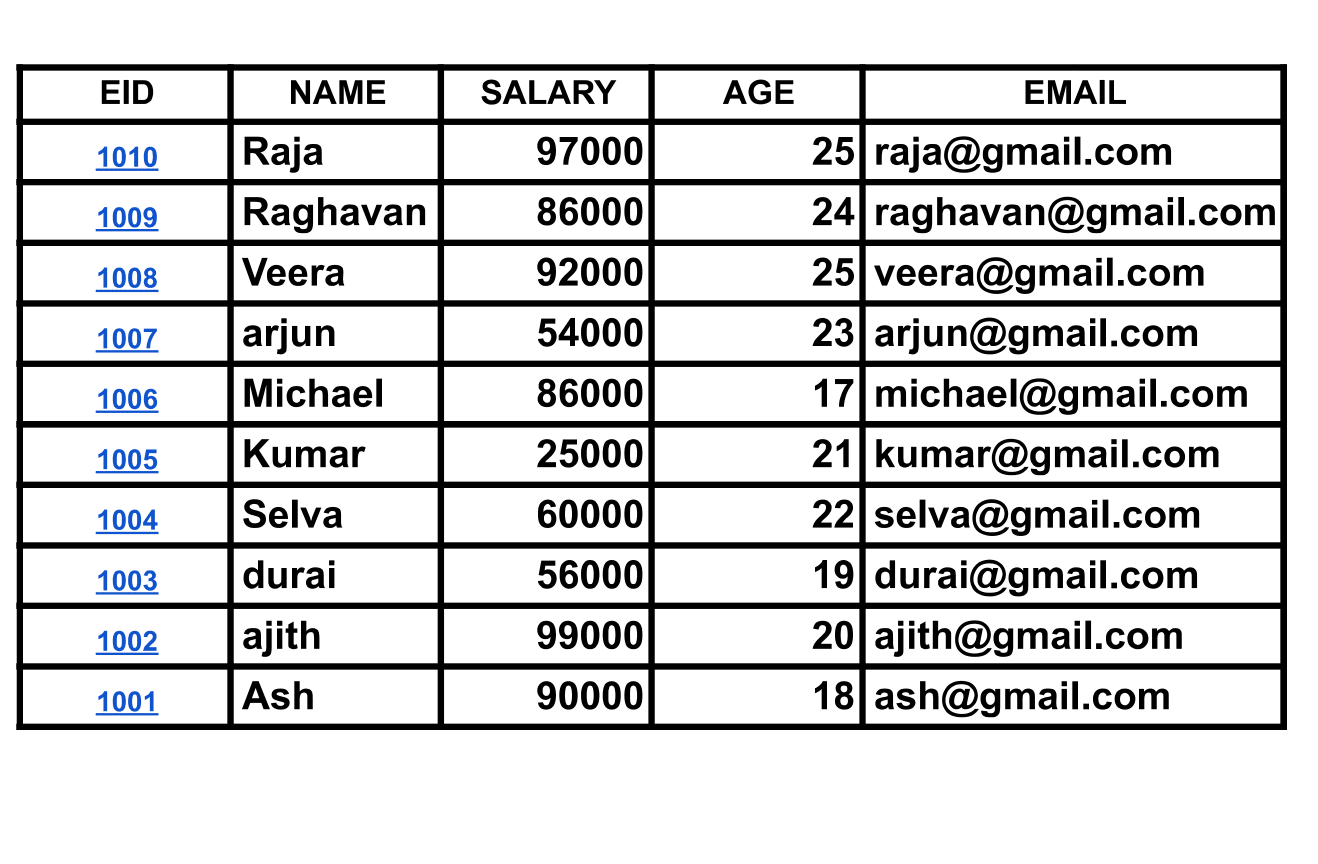 EID NAME SALARY AGE EMAIL
1010 Raja 97000 25 raja@gmail.com
1009 Raghavan 86000 24 raghavan@gmail.com
1008 Veera 92000 25 veera@gmail.com
1007 arjun 54000 23 arjun@gmail.com
1006 Michael 86000 17 michael@gmail.com
1005 Kumar 25000 21 kumar@gmail.com
1004 Selva 60000 22 selva@gmail.com
1003 durai 56000 19 durai@gmail.com
1002 ajith 99000 20 ajith@gmail.com
1001 Ash 90000 18 ash@gmail.com